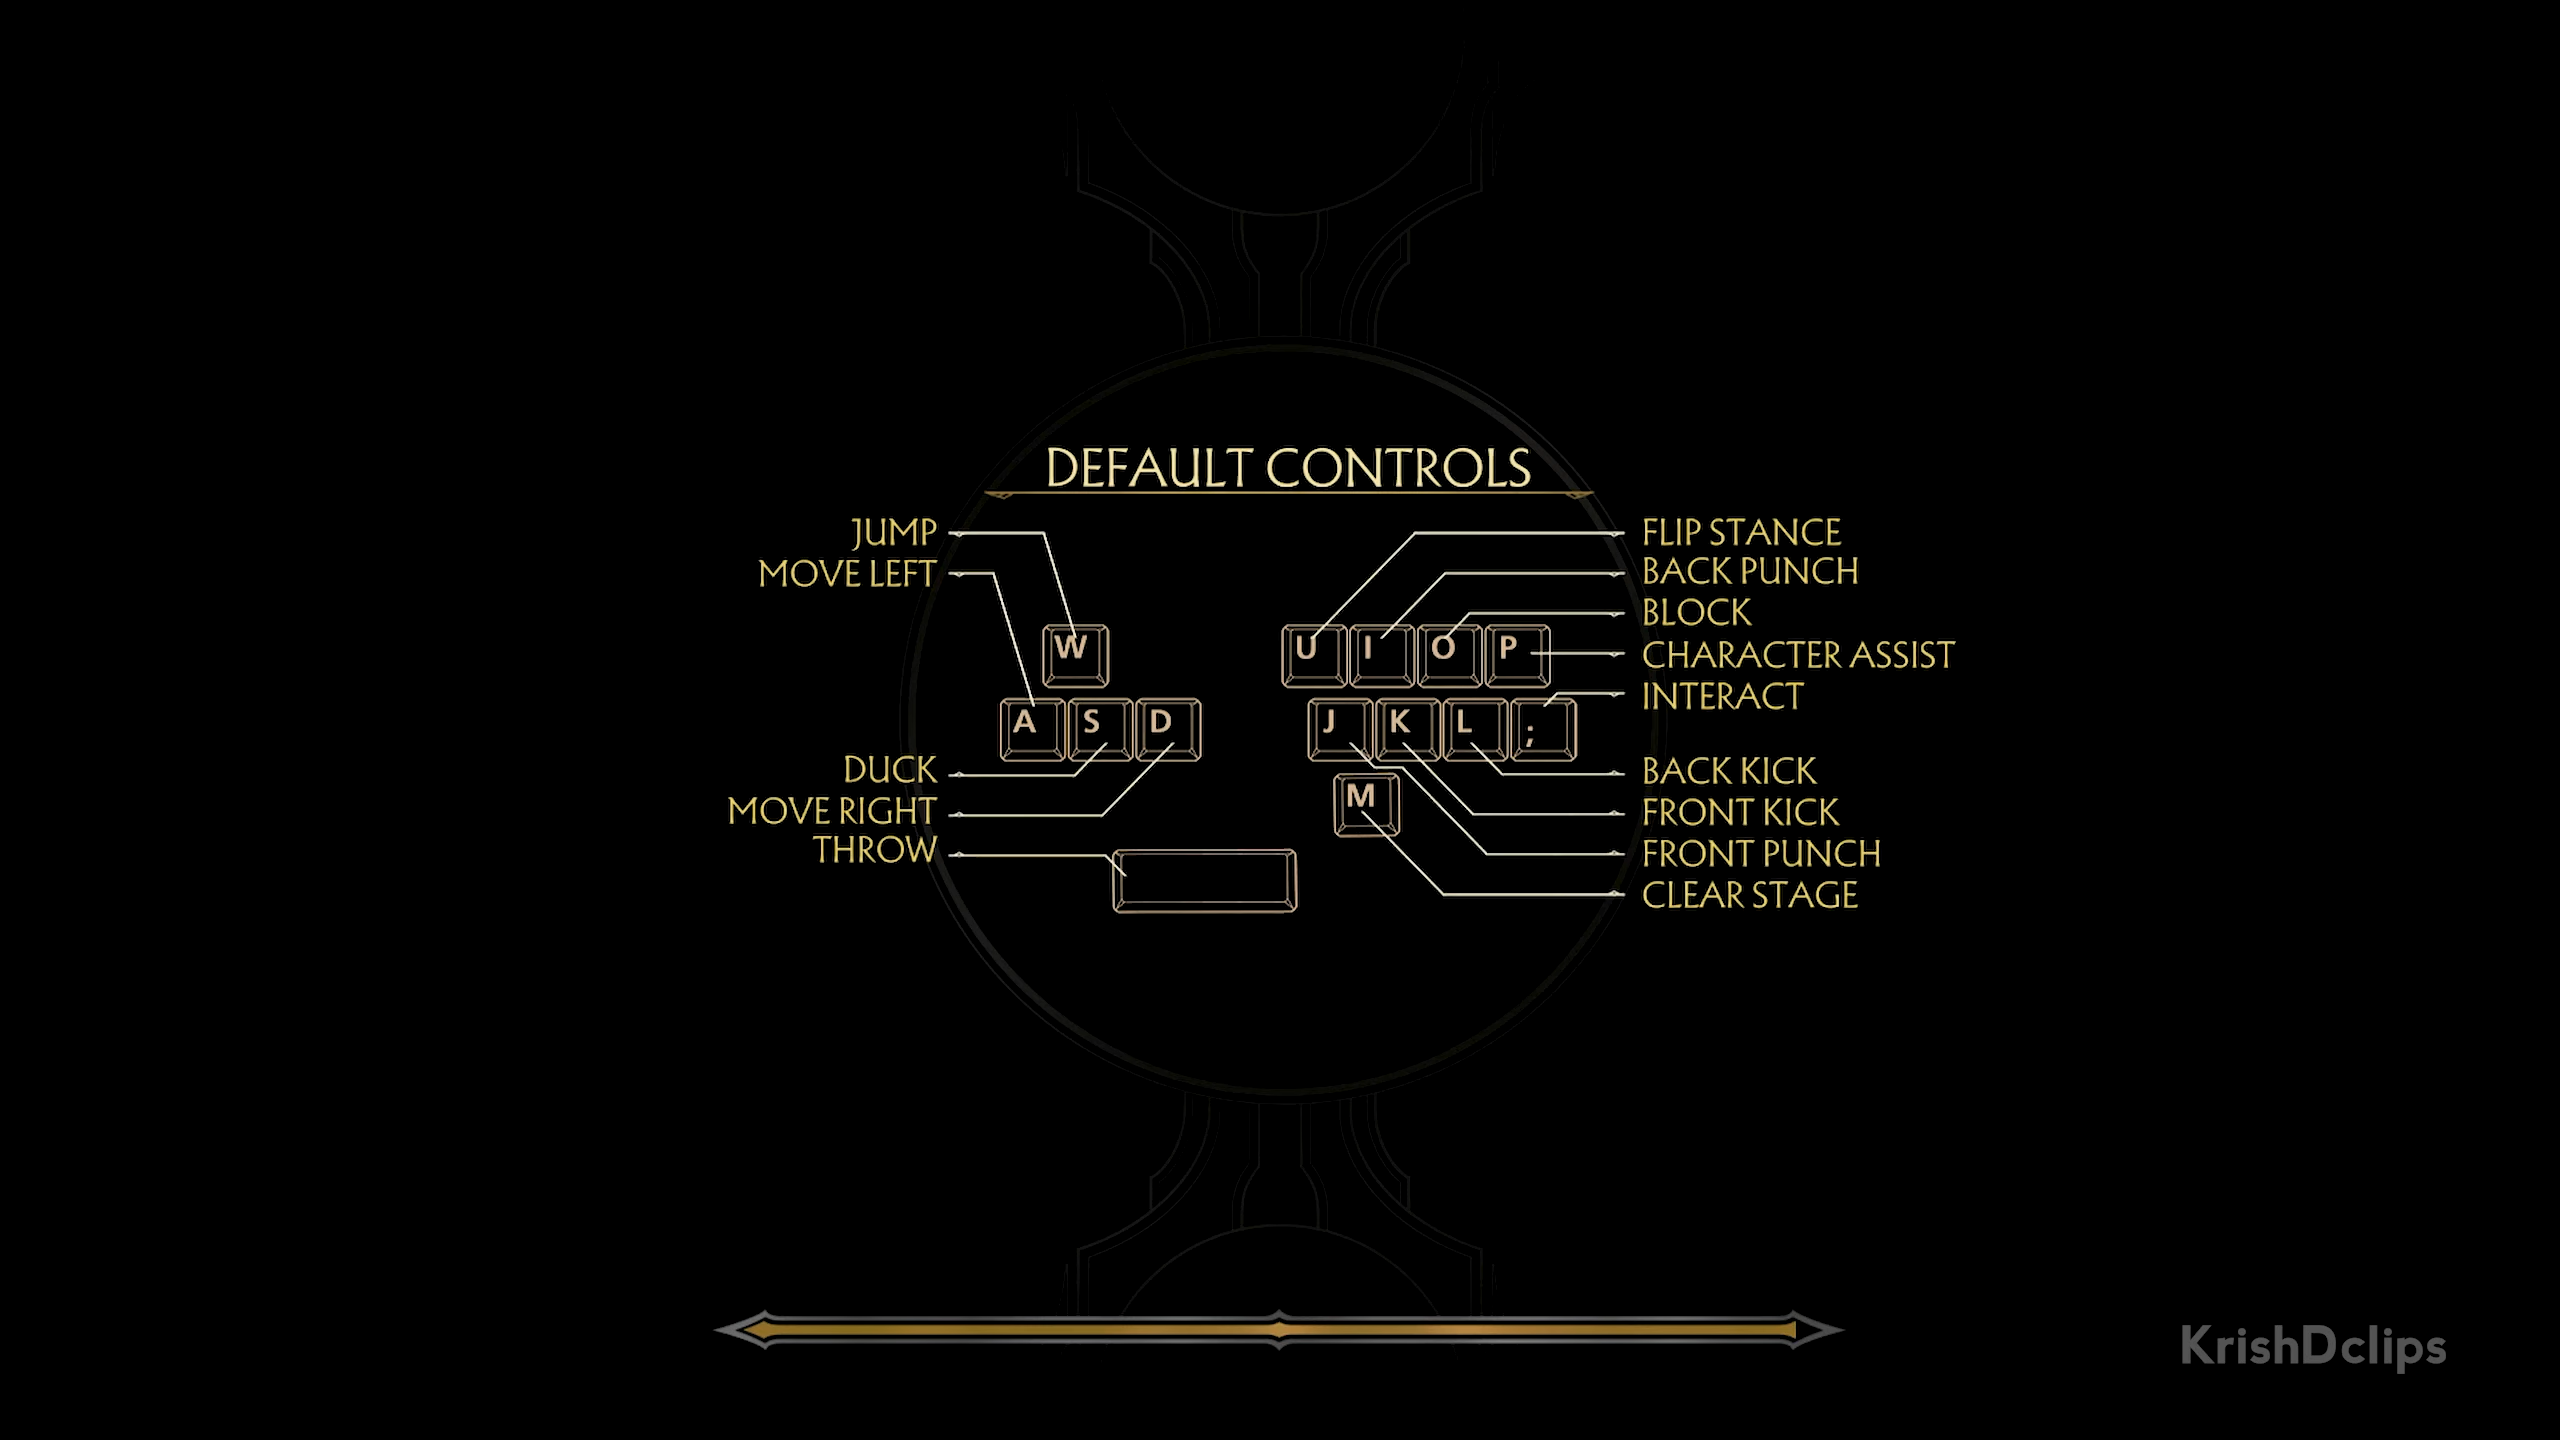 DEFAULT CONTROLS
JUMP
MOVE LEFT
FLIP STANCE
BACK PUNCH
BLOCK
CHARACTER ASSIST
INTERACT
W
U I O P
A S D
J K L ;
M
DUCK
MOVE RIGHT
THROW
BACK KICK
FRONT KICK
FRONT PUNCH
CLEAR STAGE
KrishDclips